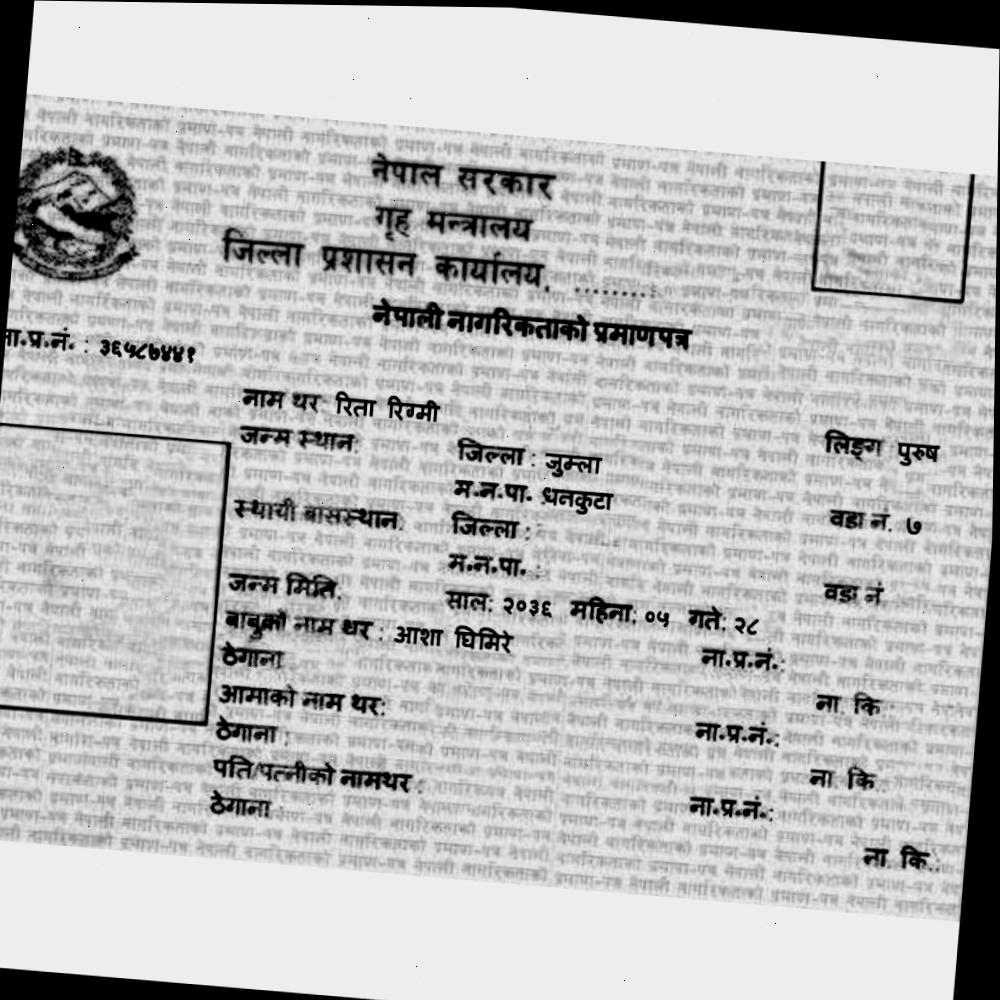 नेपाल सरकार
गृह मन्त्रालय
जिल्ला प्रशासन कार्यालय, .........
नेपाली नागरिकताको प्रमाणपत्र
ना.प्र.नं. : ३६५८७४४१
नाम थर रिता रिग्मी लिङ्ग पुरुष
जन्म स्थान: जिल्ला : जुम्ला
म.न.पा. धनकुटा वडा नं. ७
स्थायी बासस्थान: जिल्ला :
म.न.पा. : वडा नं
जन्म मिति: साल: २०३६ महिना: ०५ गते: २८
बाबुको नाम थर : आशा घिमिरे ना.प्र.नं.:
ठेगाना ना. कि :
आमाको नाम थर: ना.प्र.नं.:
ठेगाना : ना. कि :
पति/पत्नीको नामथर : ना.प्र.नं.:
ठेगाना : ना. कि.: